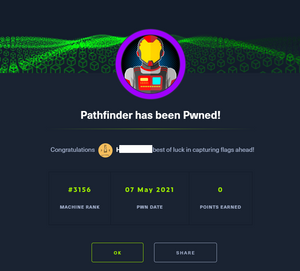 Pathfinder has been Pwned!
Congratulations best of luck in capturing flags ahead!
#3156 07 May 2021 0
MACHINE RANK PWN DATE POINTS EARNED
OK SHARE